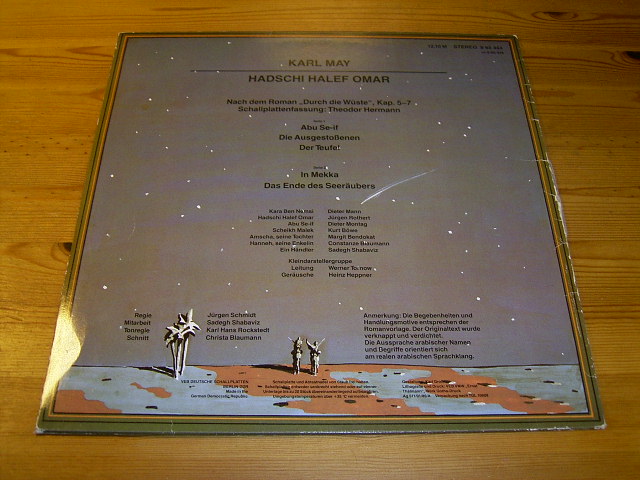 STEREO
KARL MAY
HADSCHI HALEF OMAR
Nach dem Roman „Durch die Wüste“, Kap. 5–7
Schallplattenfassung: Theodor Hermann
Abu Se-if
Die Ausgestoßenen
Der Teufel
In Mekka
Das Ende des Seeräubers
Kara Ben Nemsi Dieter Mann
Hadschi Halef Omar Jürgen Rothert
Abu Se-if Dieter Montag
Scheikh Malek Kurt Böwe
Amscha, seine Tochter Margit Bendokat
Hanneh, seine Enkelin Constanze Blaumann
Ein Händler Sadegh Shabaviz
Kleindarstellergruppe
Leitung Werner Toznow
Geräusche Heinz Heppner
Regie Jürgen Schmidt
Mitarbeit Sadegh Shabaviz
Tonregie Karl Hans Rockstedt
Schnitt Christa Blaumann
Anmerkung: Die Begebenheiten und
Handlungsmotive entsprechen der
Romanvorlage. Der Originaltext wurde
verknappt und verdichtet.
Die Aussprache arabischer Namen
und Begriffe orientiert sich
am realen arabischen Sprachklang.
VEB DEUTSCHE SCHALLPLATTEN
BERLIN DDR
Made in the
German Democratic Republic